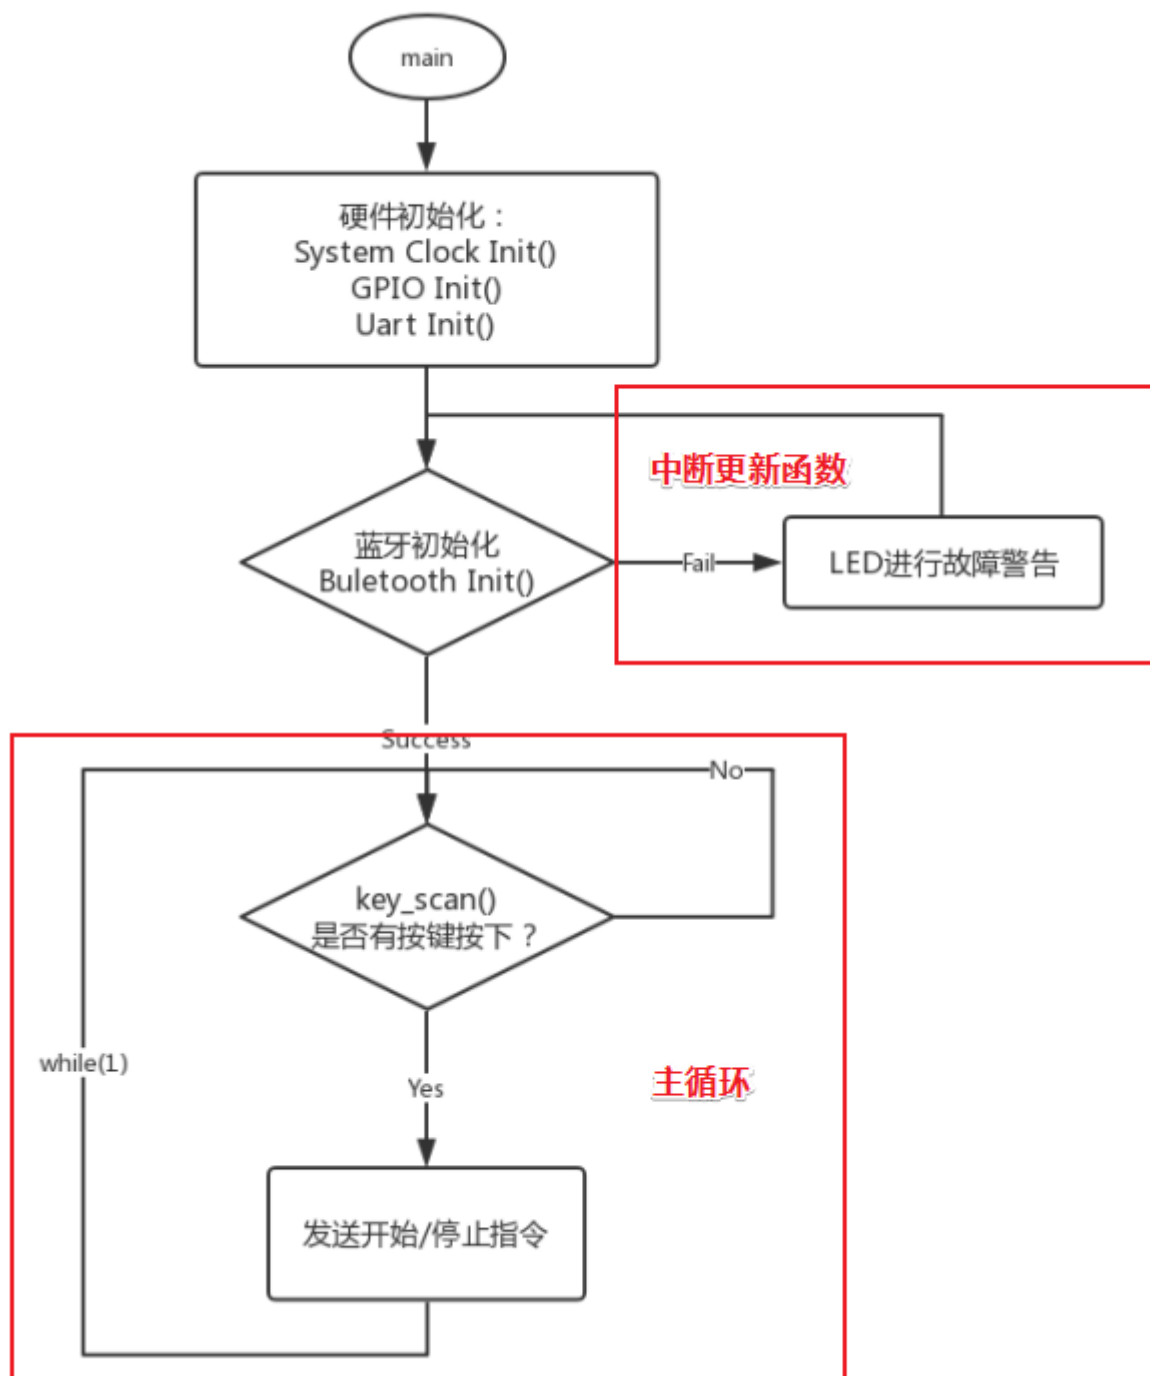 main
硬件初始化：
System Clock Init()
GPIO Init()
Uart Init()
中断更新函数
蓝牙初始化
Buletooth Init()
Fail
LED进行故障警告
Success
No
key_scan()
是否有按键按下？
while(1)
主循环
Yes
发送开始/停止指令